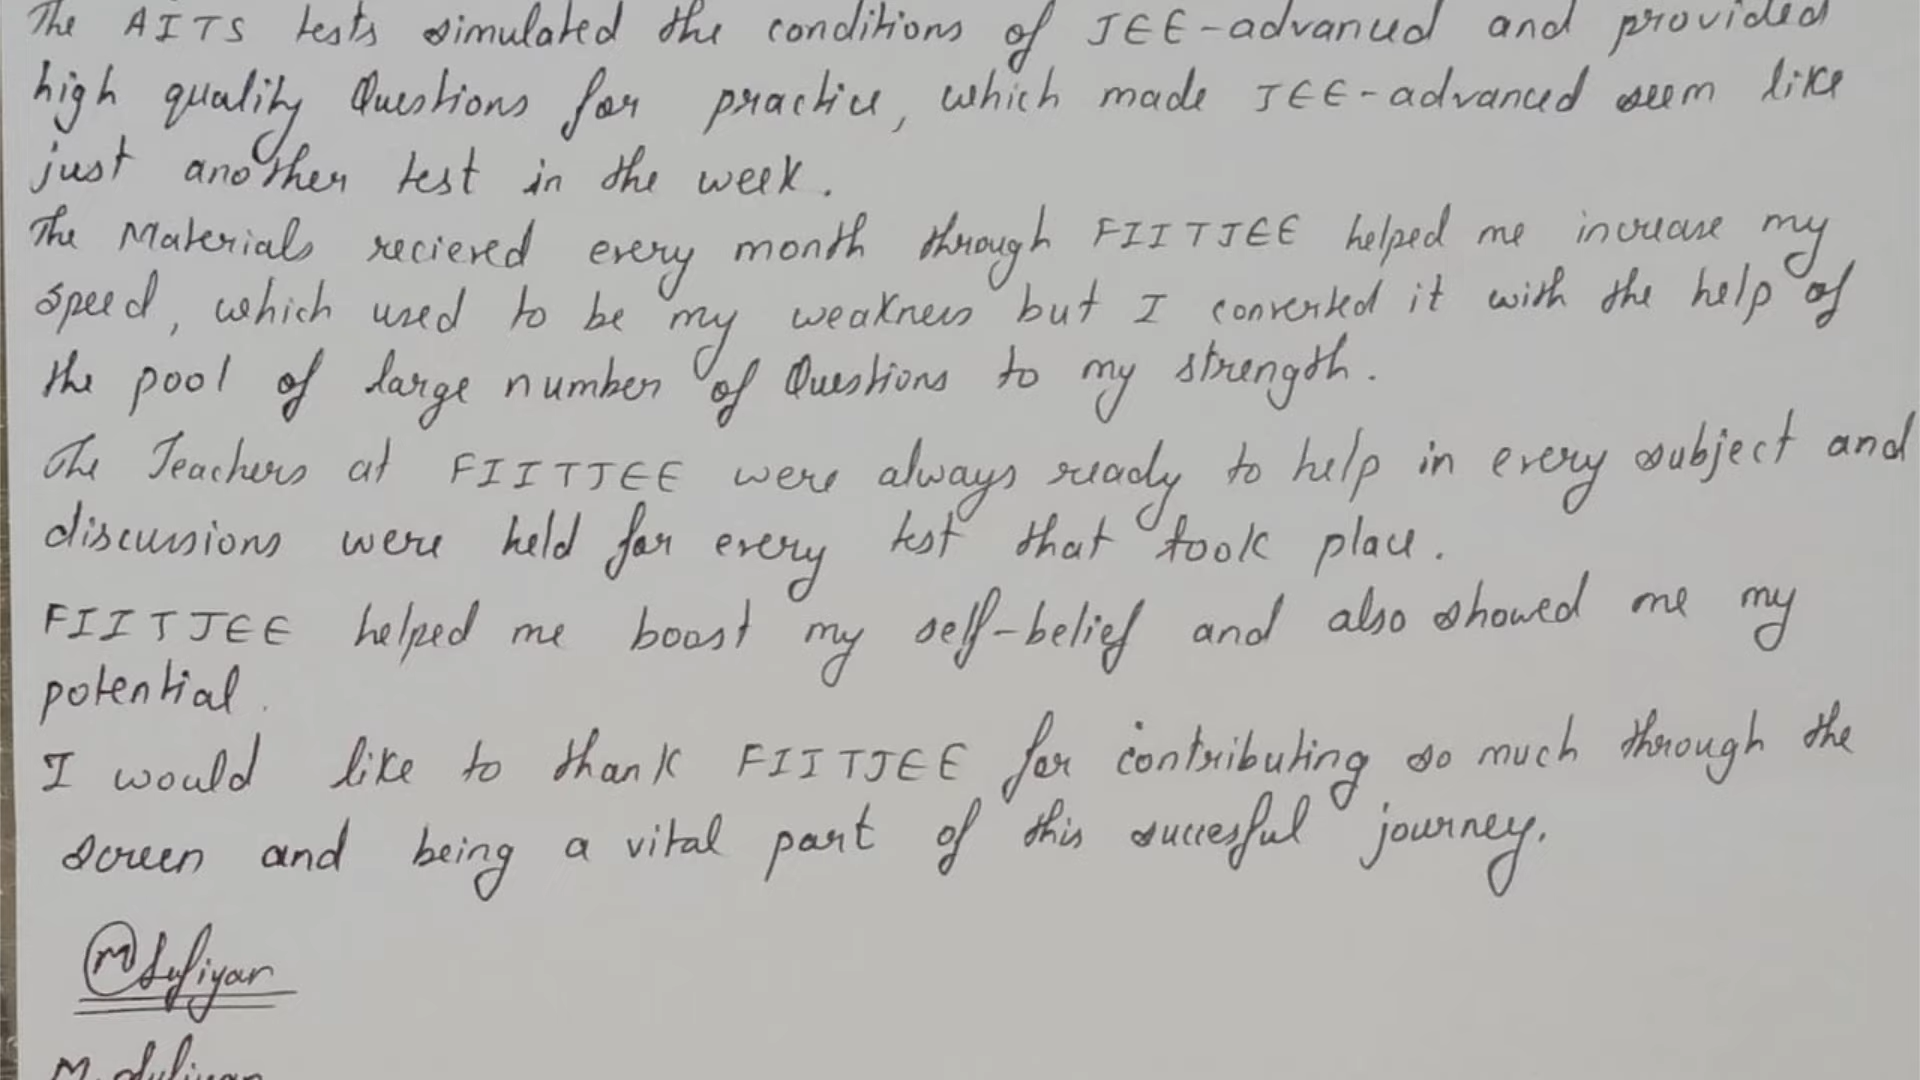 The AITS tests simulated the conditions of JEE-advanced and provided
high quality Questions for practice, which made JEE-advanced seem like
just another test in the week.
The Materials recieved every month through FIITJEE helped me increase my
speed, which used to be my weakness but I converted it with the help of
the pool of large number of Questions to my strength.
The Teachers at FIITJEE were always ready to help in every subject and
discussions were held for every test that took place.
FIITJEE helped me boost my self-belief and also showed me my
potential.
I would like to thank FIITJEE for contributing so much through the
screen and being a vital part of this succesful journey.
M Sufiyan
M. Sufiyan